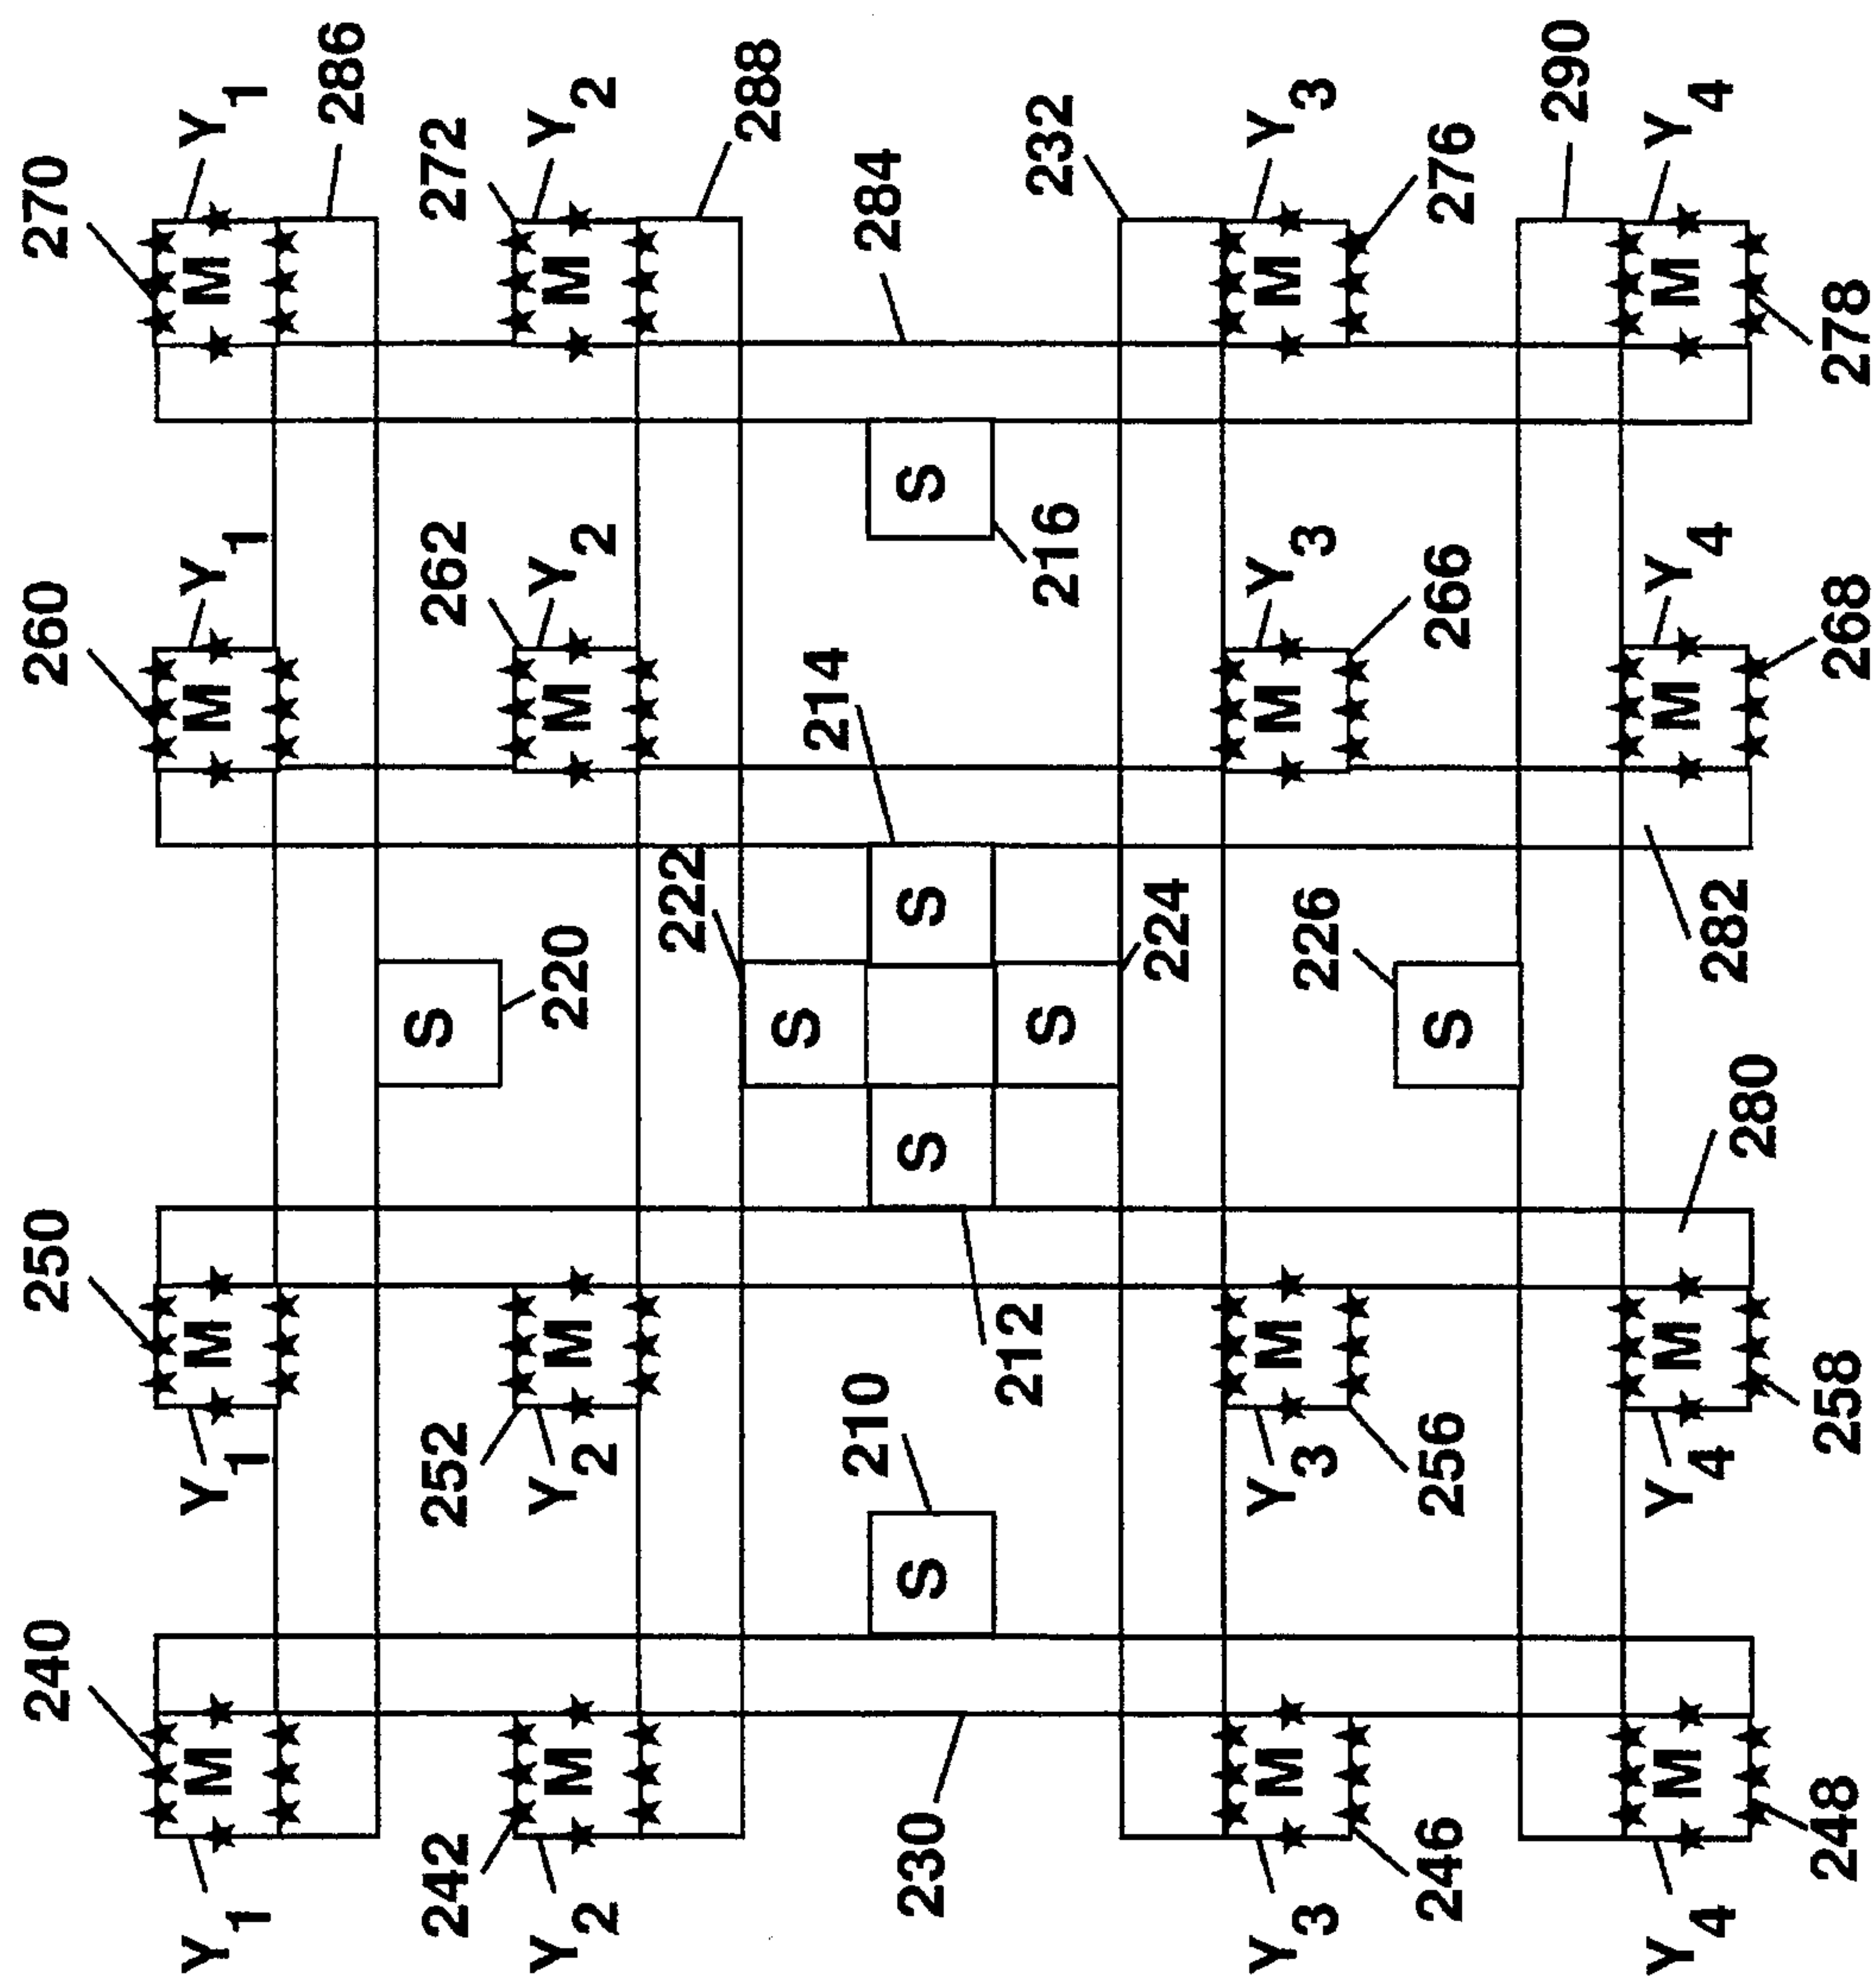 240 250 260 270
Y1 M Y1 M M Y1 M Y1
286
242 252 S 262 272
Y2 M Y2 M 220 M Y2 M Y2
222 288
S
214
210 284
230 S S S S
212 S 216 232
224
Y3 M Y3 M M Y3 M Y3
226
246 256 S 266 276
290
Y4 M Y4 M M Y4 M Y4
280 282
248 258 268 278